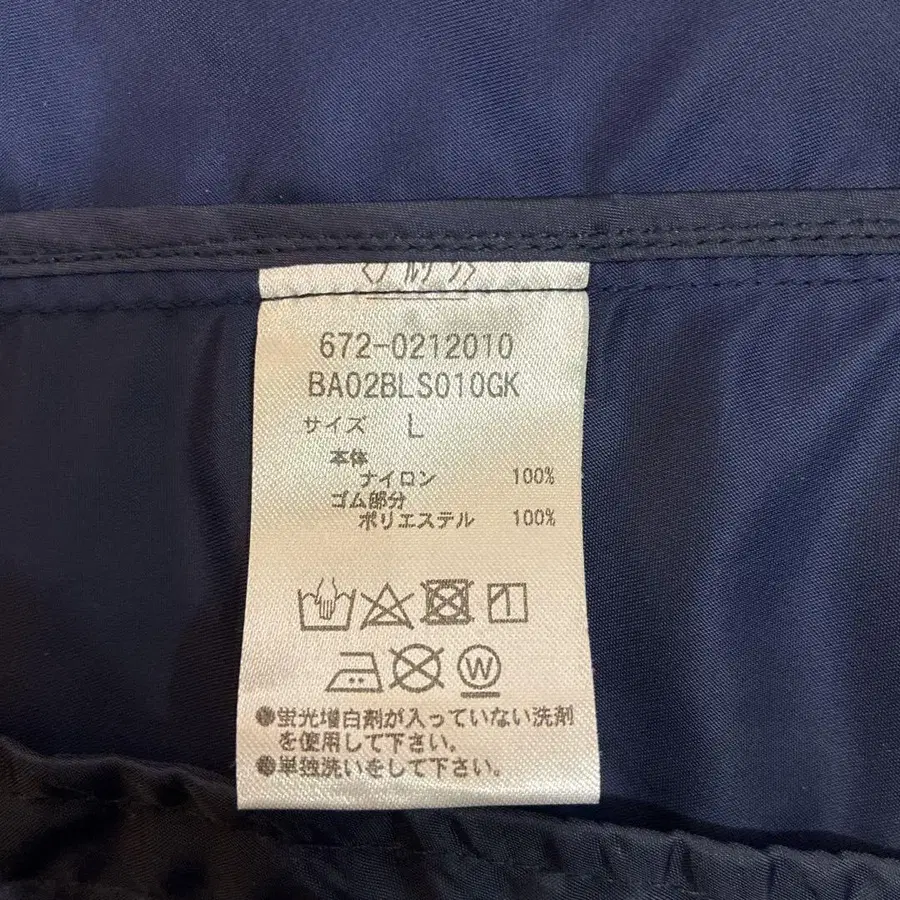 672-0212010
BA02BLS010GK
サイズ L
本体
ナイロン 100%
ゴム部分
ポリエステル 100%
W
●蛍光増白剤が入っていない洗剤
を使用して下さい。
●単独洗いをして下さい。